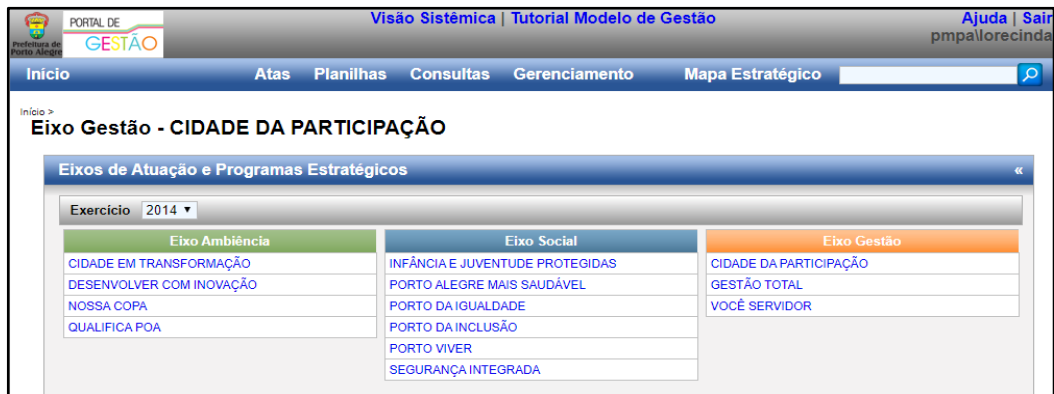 Prefeitura de
Porto Alegre
PORTAL DE
GESTÃO
Visão Sistêmica | Tutorial Modelo de Gestão
Ajuda | Sair
pmpa\lorecinda
Início Atas Planilhas Consultas Gerenciamento Mapa Estratégico
Início >
Eixo Gestão - CIDADE DA PARTICIPAÇÃO
Eixos de Atuação e Programas Estratégicos «
Exercício 2014
Eixo Ambiência Eixo Social Eixo Gestão
CIDADE EM TRANSFORMAÇÃO INFÂNCIA E JUVENTUDE PROTEGIDAS CIDADE DA PARTICIPAÇÃO
DESENVOLVER COM INOVAÇÃO PORTO ALEGRE MAIS SAUDÁVEL GESTÃO TOTAL
NOSSA COPA PORTO DA IGUALDADE VOCÊ SERVIDOR
QUALIFICA POA PORTO DA INCLUSÃO
PORTO VIVER
SEGURANÇA INTEGRADA